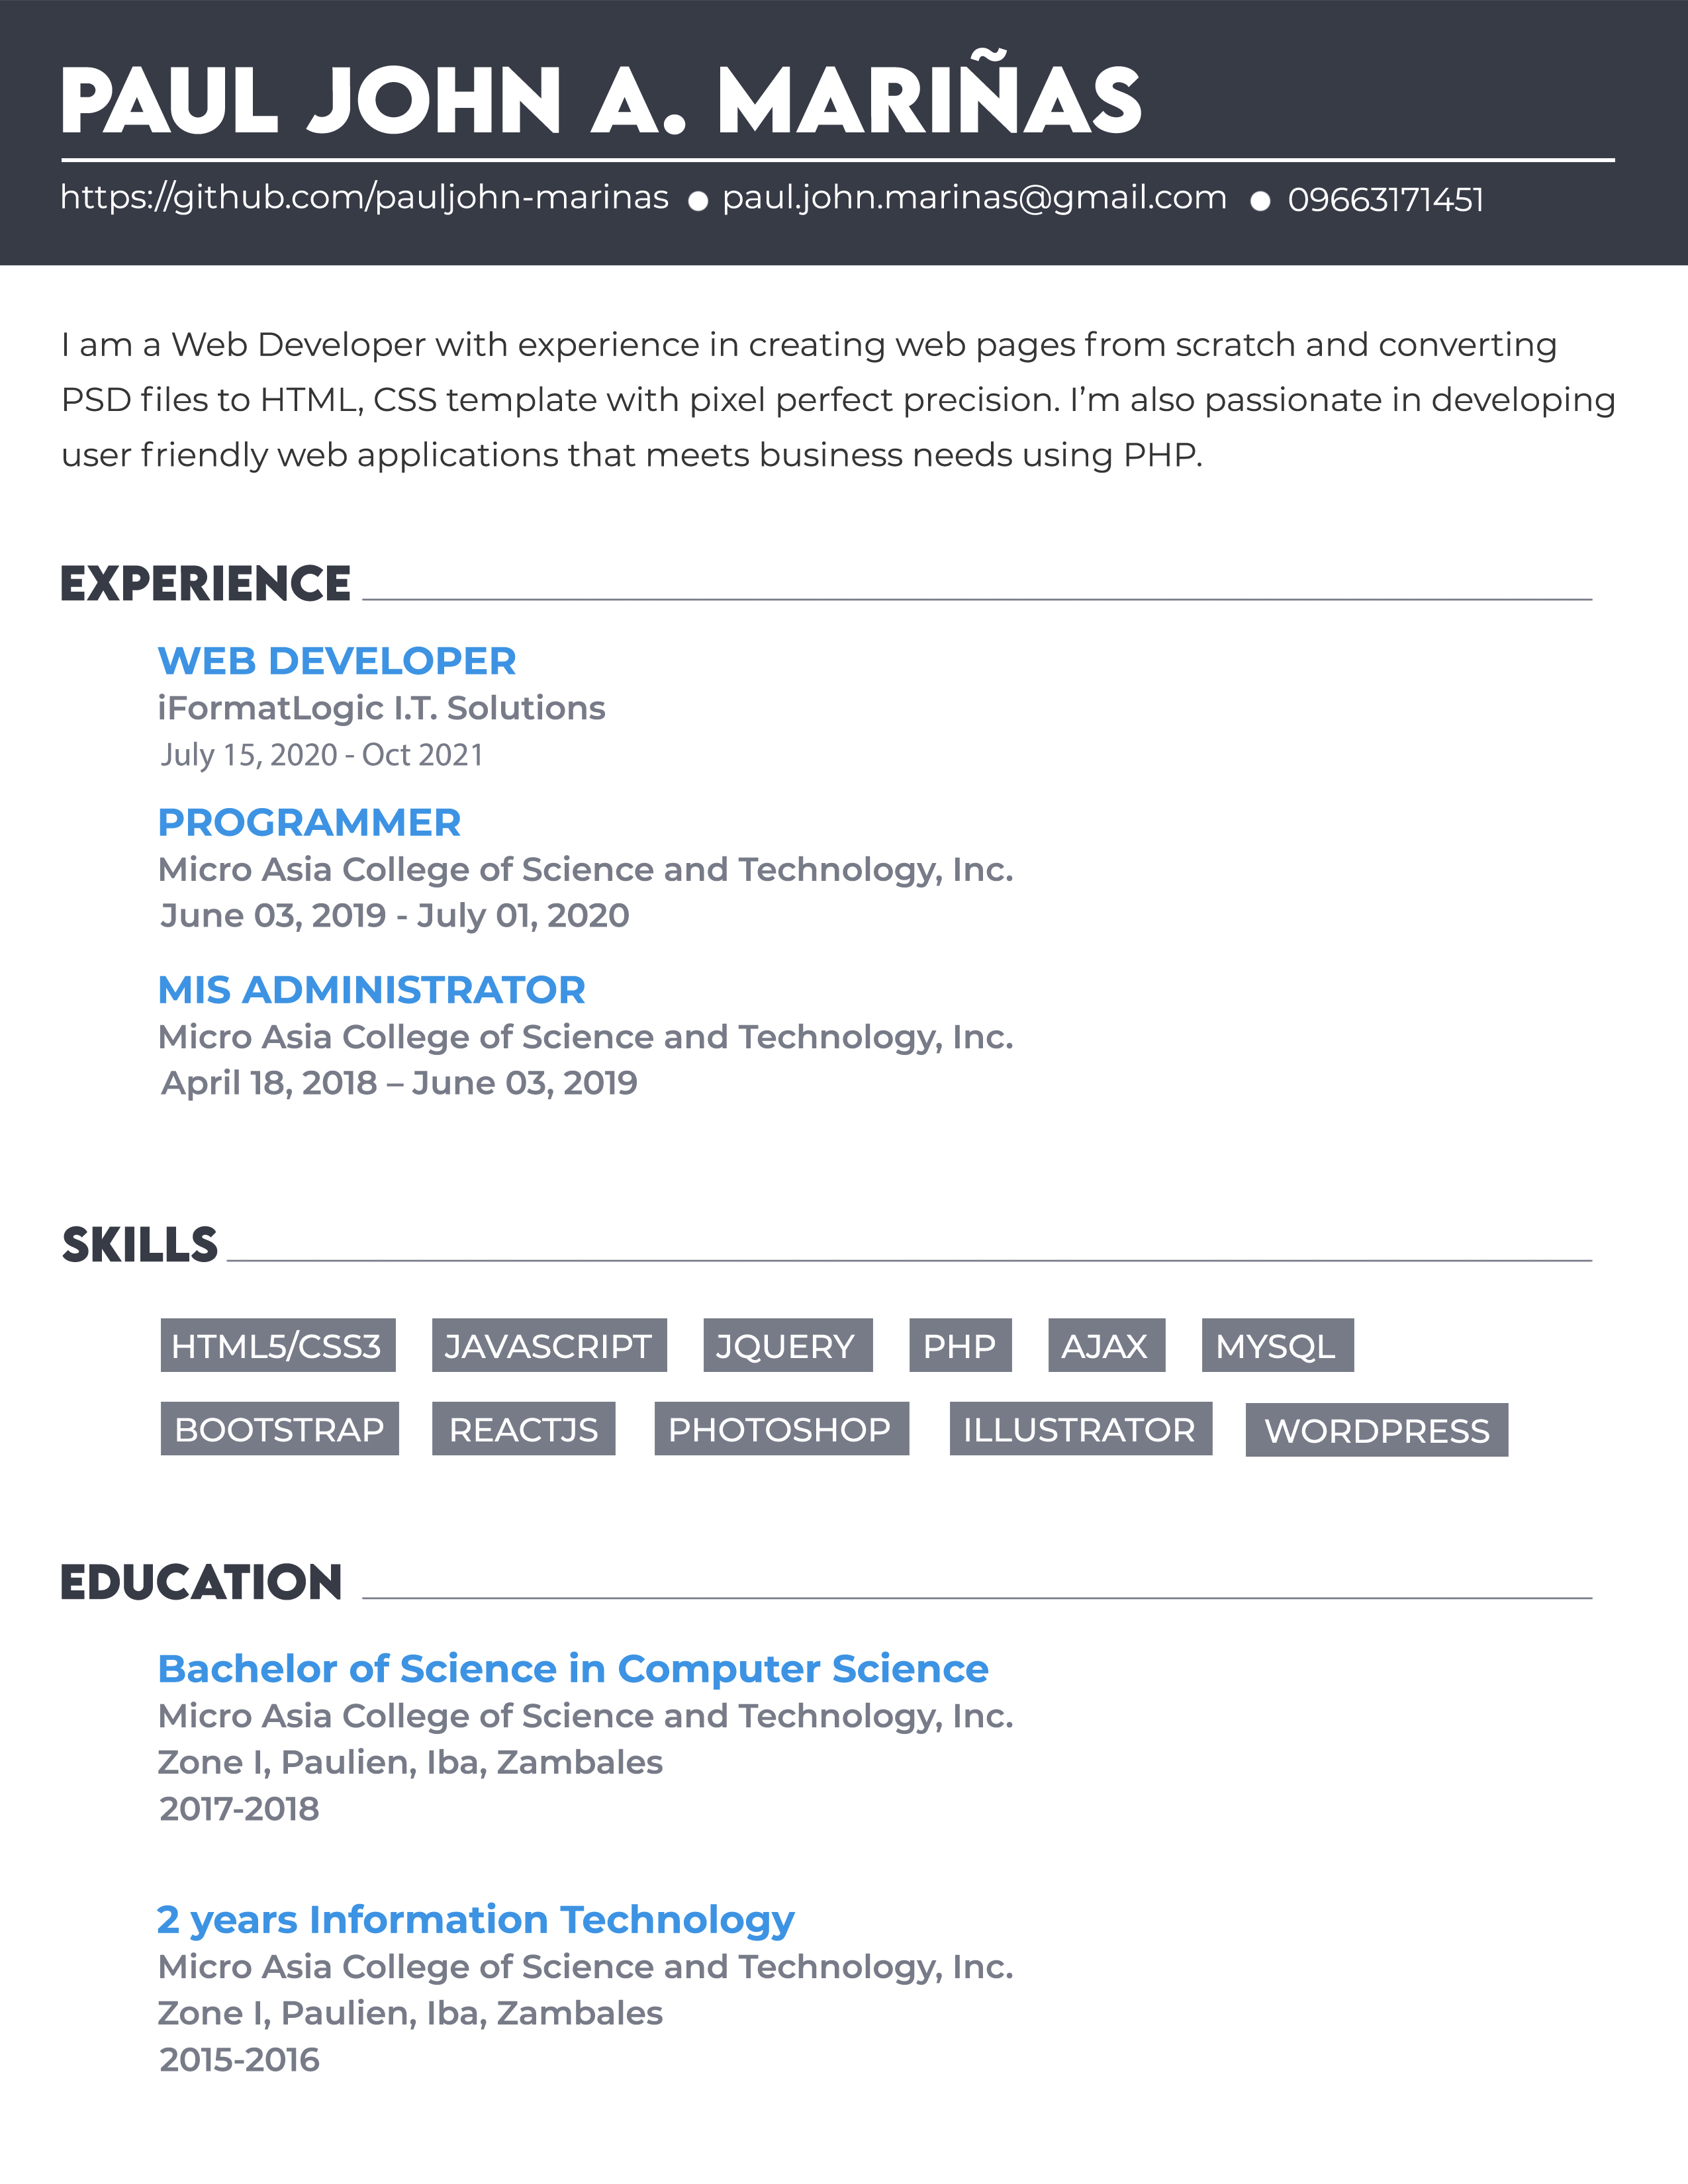 PAUL JOHN A. MARIÑAS
https://github.com/pauljohn-marinas ● paul.john.marinas@gmail.com ● 09663171451
I am a Web Developer with experience in creating web pages from scratch and converting
PSD files to HTML, CSS template with pixel perfect precision. I’m also passionate in developing
user friendly web applications that meets business needs using PHP.
EXPERIENCE
WEB DEVELOPER
iFormatLogic I.T. Solutions
July 15, 2020 - Oct 2021
PROGRAMMER
Micro Asia College of Science and Technology, Inc.
June 03, 2019 - July 01, 2020
MIS ADMINISTRATOR
Micro Asia College of Science and Technology, Inc.
April 18, 2018 – June 03, 2019
SKILLS
HTML5/CSS3 JAVASCRIPT JQUERY PHP AJAX MYSQL
BOOTSTRAP REACTJS PHOTOSHOP ILLUSTRATOR WORDPRESS
EDUCATION
Bachelor of Science in Computer Science
Micro Asia College of Science and Technology, Inc.
Zone I, Paulien, Iba, Zambales
2017-2018
2 years Information Technology
Micro Asia College of Science and Technology, Inc.
Zone I, Paulien, Iba, Zambales
2015-2016